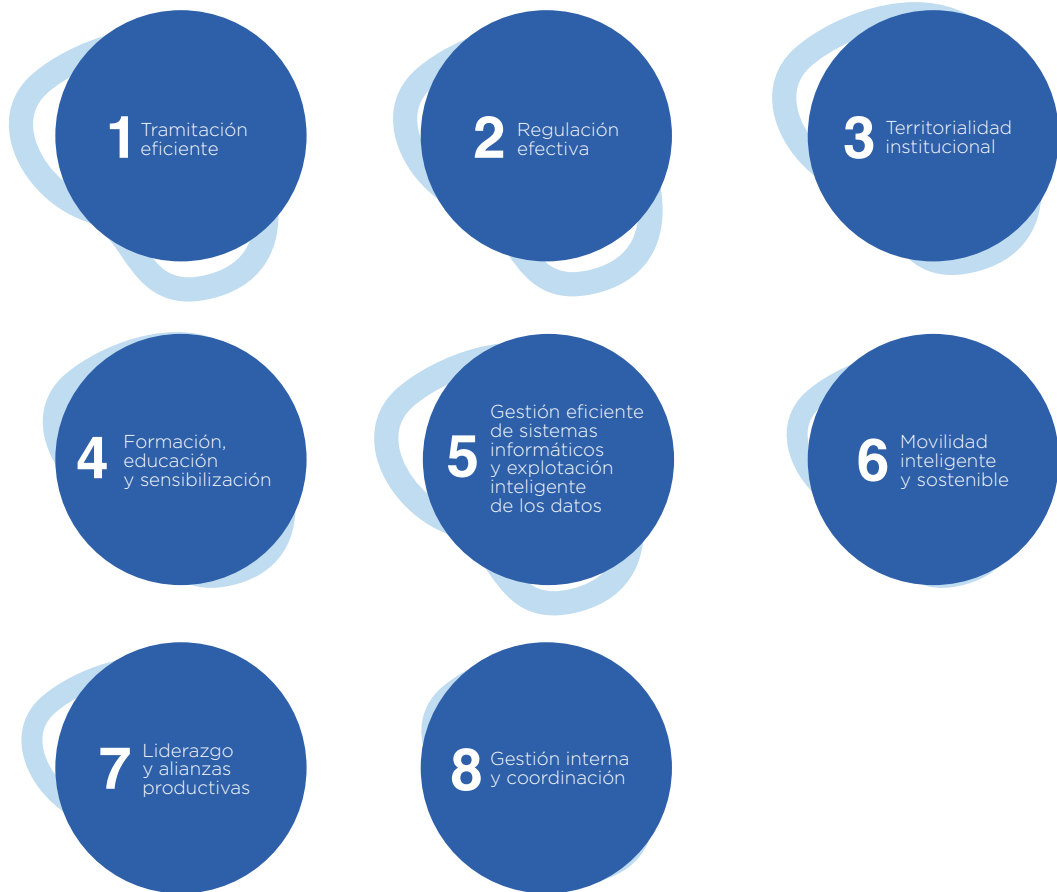 1 Tramitación
eficiente
2 Regulación
efectiva
3 Territorialidad
institucional
4 Formación,
educación
y sensibilización
5 Gestión eficiente
de sistemas
informáticos
y explotación
inteligente
de los datos
6 Movilidad
inteligente
y sostenible
7 Liderazgo
y alianzas
productivas
8 Gestión interna
y coordinación